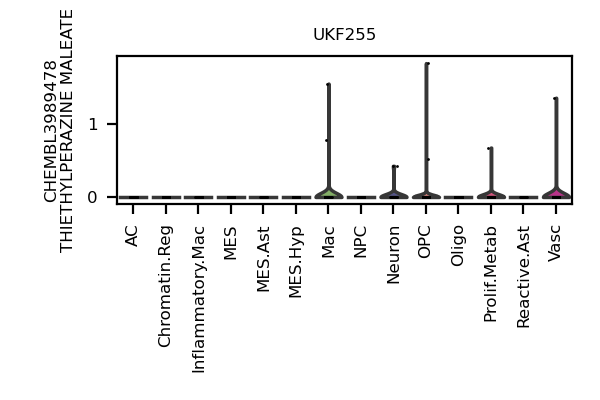 UKF255
CHEMBL3989478
THIETHYLPERAZINE MALEATE
1
0
AC
Chromatin.Reg
Inflammatory.Mac
MES
MES.Ast
MES.Hyp
Mac
NPC
Neuron
OPC
Oligo
Prolif.Metab
Reactive.Ast
Vasc